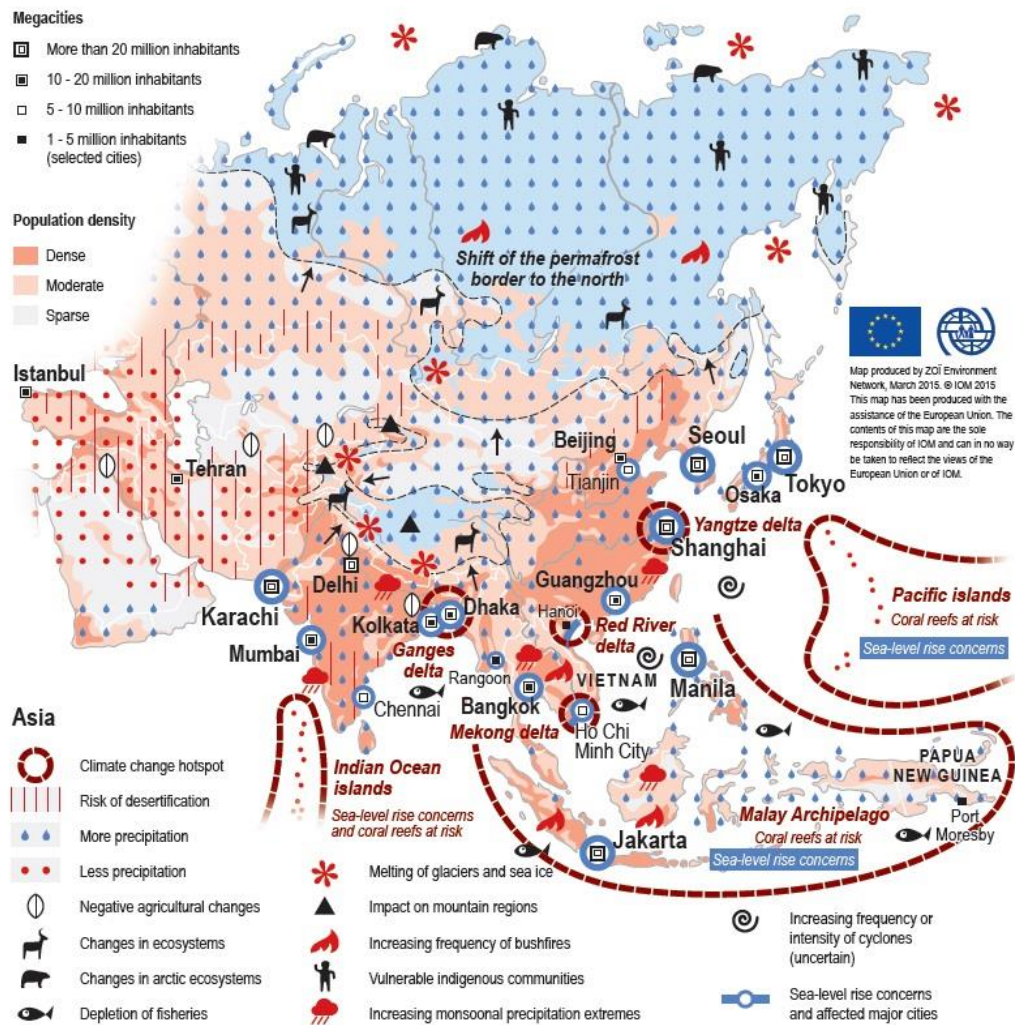 Megacities
More than 20 million inhabitants
10 - 20 million inhabitants
5 - 10 million inhabitants
1 - 5 million inhabitants
(selected cities)
Population density
Dense
Moderate
Sparse
Shift of the permafrost
border to the north
Map produced by ZOÏ Environment
Network, March 2015. © IOM 2015
This map has been produced with the
assistance of the European Union. The
contents of this map are the sole
responsibility of IOM and can in no way
be taken to reflect the views of the
European Union or of IOM.
Istanbul
Tehran
Beijing
Tianjin
Seoul
Osaka
Tokyo
Yangtze delta
Shanghai
Delhi
Karachi
Mumbai
Kolkata
Dhaka
Ganges
delta
Guangzhou
Hanoi
Red River
delta
Rangoon
VIETNAM
Manila
Chennai
Bangkok
Mekong delta
Ho Chi
Minh City
Pacific islands
Coral reefs at risk
Sea-level rise concerns
Indian Ocean
islands
Sea-level rise concerns
and coral reefs at risk
PAPUA
NEW GUINEA
Port
Moresby
Malay Archipelago
Coral reefs at risk
Sea-level rise concerns
Jakarta
Asia
Climate change hotspot
Risk of desertification
More precipitation
Less precipitation
Negative agricultural changes
Changes in ecosystems
Changes in arctic ecosystems
Depletion of fisheries
Melting of glaciers and sea ice
Impact on mountain regions
Increasing frequency of bushfires
Vulnerable indigenous communities
Increasing monsoonal precipitation extremes
Increasing frequency or
intensity of cyclones
(uncertain)
Sea-level rise concerns
and affected major cities